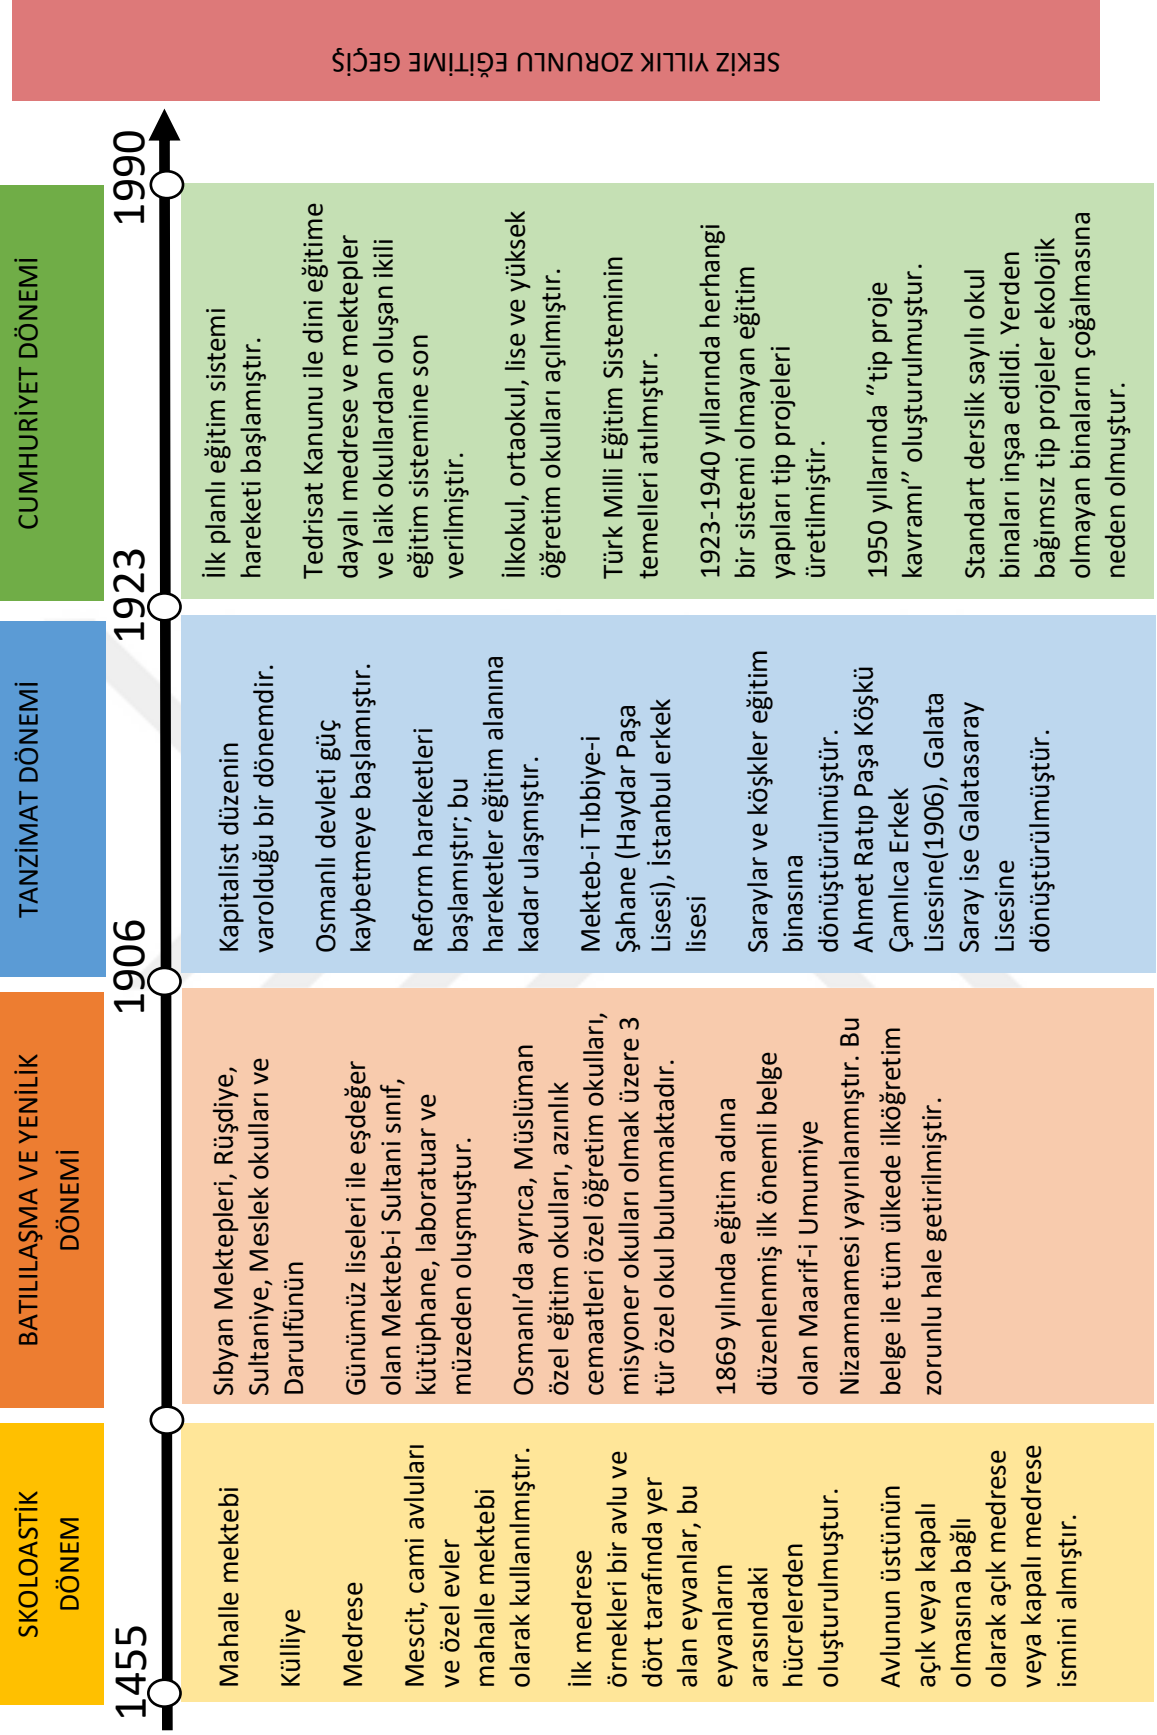 SKOLOASTİK
DÖNEM
1455
Mahalle mektebi
Külliye
Medrese
Mescit, cami avluları
ve özel evler
mahalle mektebi
olarak kullanılmıştır.
İlk medrese
örnekleri bir avlu ve
dört tarafında yer
alan eyvanlar, bu
eyvanların
arasındaki
hücrelerden
oluşturulmuştur.
Avlunun üstünün
açık veya kapalı
olmasına bağlı
olarak açık medrese
veya kapalı medrese
ismini almıştır.
BATILILAŞMA VE YENİLİK
DÖNEMİ
Sıbyan Mektepleri, Rüşdiye,
Sultaniye, Meslek okulları ve
Darulfünün
Günümüz liseleri ile eşdeğer
olan Mekteb-i Sultani sınıf,
kütüphane, laboratuar ve
müzeden oluşmuştur.
Osmanlı’da ayrıca, Müslüman
özel eğitim okulları, azınlık
cemaatleri özel öğretim okulları,
misyoner okulları olmak üzere 3
tür özel okul bulunmaktadır.
1869 yılında eğitim adına
düzenlenmiş ilk önemli belge
olan Maarif-i Umumiye
Nizamnamesi yayınlanmıştır. Bu
belge ile tüm ülkede ilköğretim
zorunlu hale getirilmiştir.
TANZİMAT DÖNEMİ
1906
Kapitalist düzenin
varolduğu bir dönemdir.
Osmanlı devleti güç
kaybetmeye başlamıştır.
Reform hareketleri
başlamıştır; bu
hareketler eğitim alanına
kadar ulaşmıştır.
Mekteb-i Tıbbiye-i
Şahane (Haydar Paşa
Lisesi), İstanbul erkek
lisesi
Saraylar ve köşkler eğitim
binasına
dönüştürülmüştür.
Ahmet Ratıp Paşa Köşkü
Çamlıca Erkek
Lisesine(1906), Galata
Saray ise Galatasaray
Lisesine
dönüştürülmüştür.
CUMHURİYET DÖNEMİ
1923
1990
İlk planlı eğitim sistemi
hareketi başlamıştır.
Tedrisat Kanunu ile dini eğitime
dayalı medrese ve mektepler
ve laik okullardan oluşan ikili
eğitim sistemine son
verilmiştir.
İlkokul, ortaokul, lise ve yüksek
öğretim okulları açılmıştır.
Türk Milli Eğitim Sisteminin
temelleri atılmıştır.
1923-1940 yıllarında herhangi
bir sistemi olmayan eğitim
yapıları tip projeleri
üretilmiştir.
1950 yıllarında ‘’tip proje
kavramı’’ oluşturulmuştur.
Standart derslik sayılı okul
binaları inşaa edildi. Yerden
bağımsız tip projeler ekolojik
olmayan binaların çoğalmasına
neden olmuştur.
SEKİZ YILLIK ZORUNLU EĞİTİME GEÇİŞ